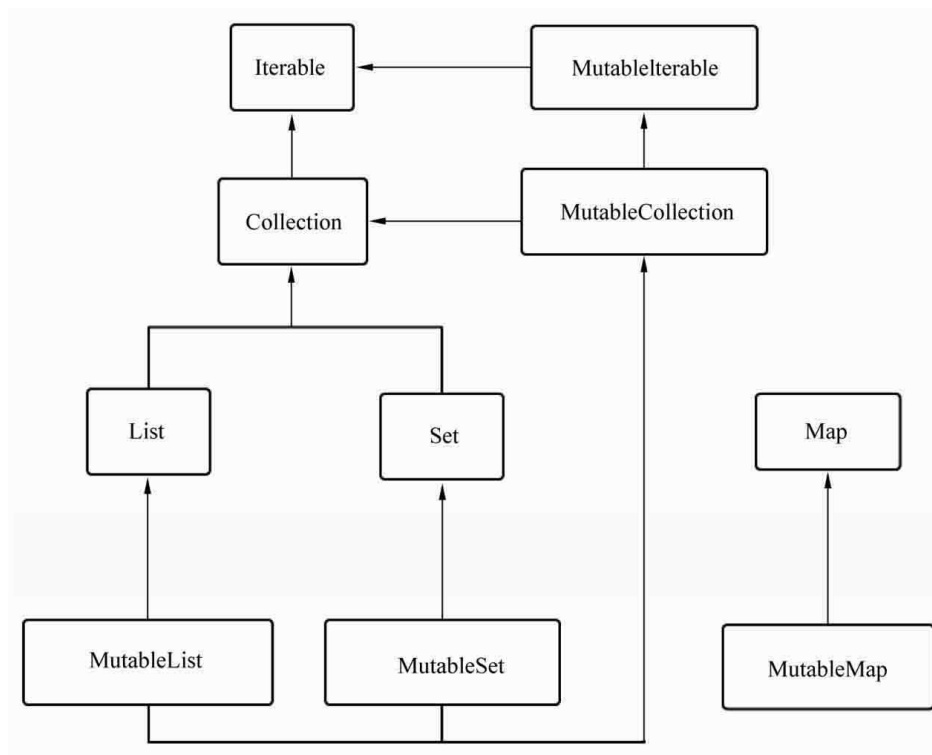 Iterable
MutableIterable
Collection
MutableCollection
List
Set
Map
MutableList
MutableSet
MutableMap